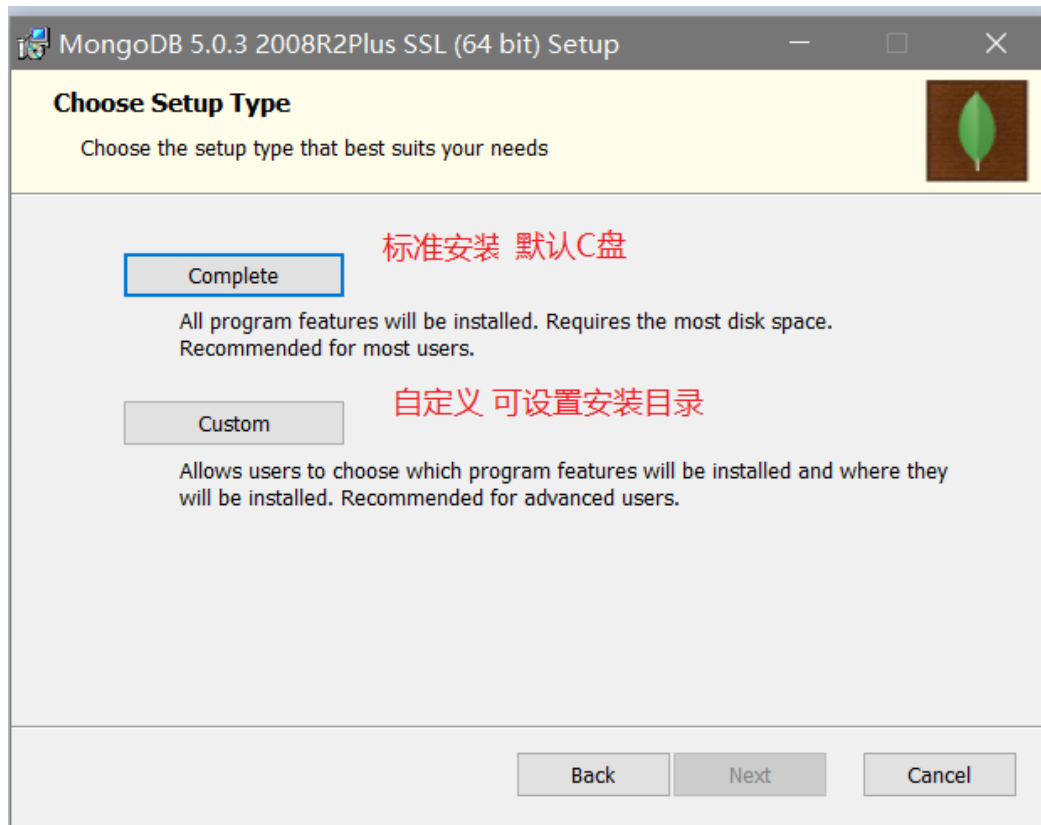 MongoDB 5.0.3 2008R2Plus SSL (64 bit) Setup
Choose Setup Type
Choose the setup type that best suits your needs
标准安装 默认C盘
Complete
All program features will be installed. Requires the most disk space.
Recommended for most users.
自定义 可设置安装目录
Custom
Allows users to choose which program features will be installed and where they
will be installed. Recommended for advanced users.
Back Next Cancel